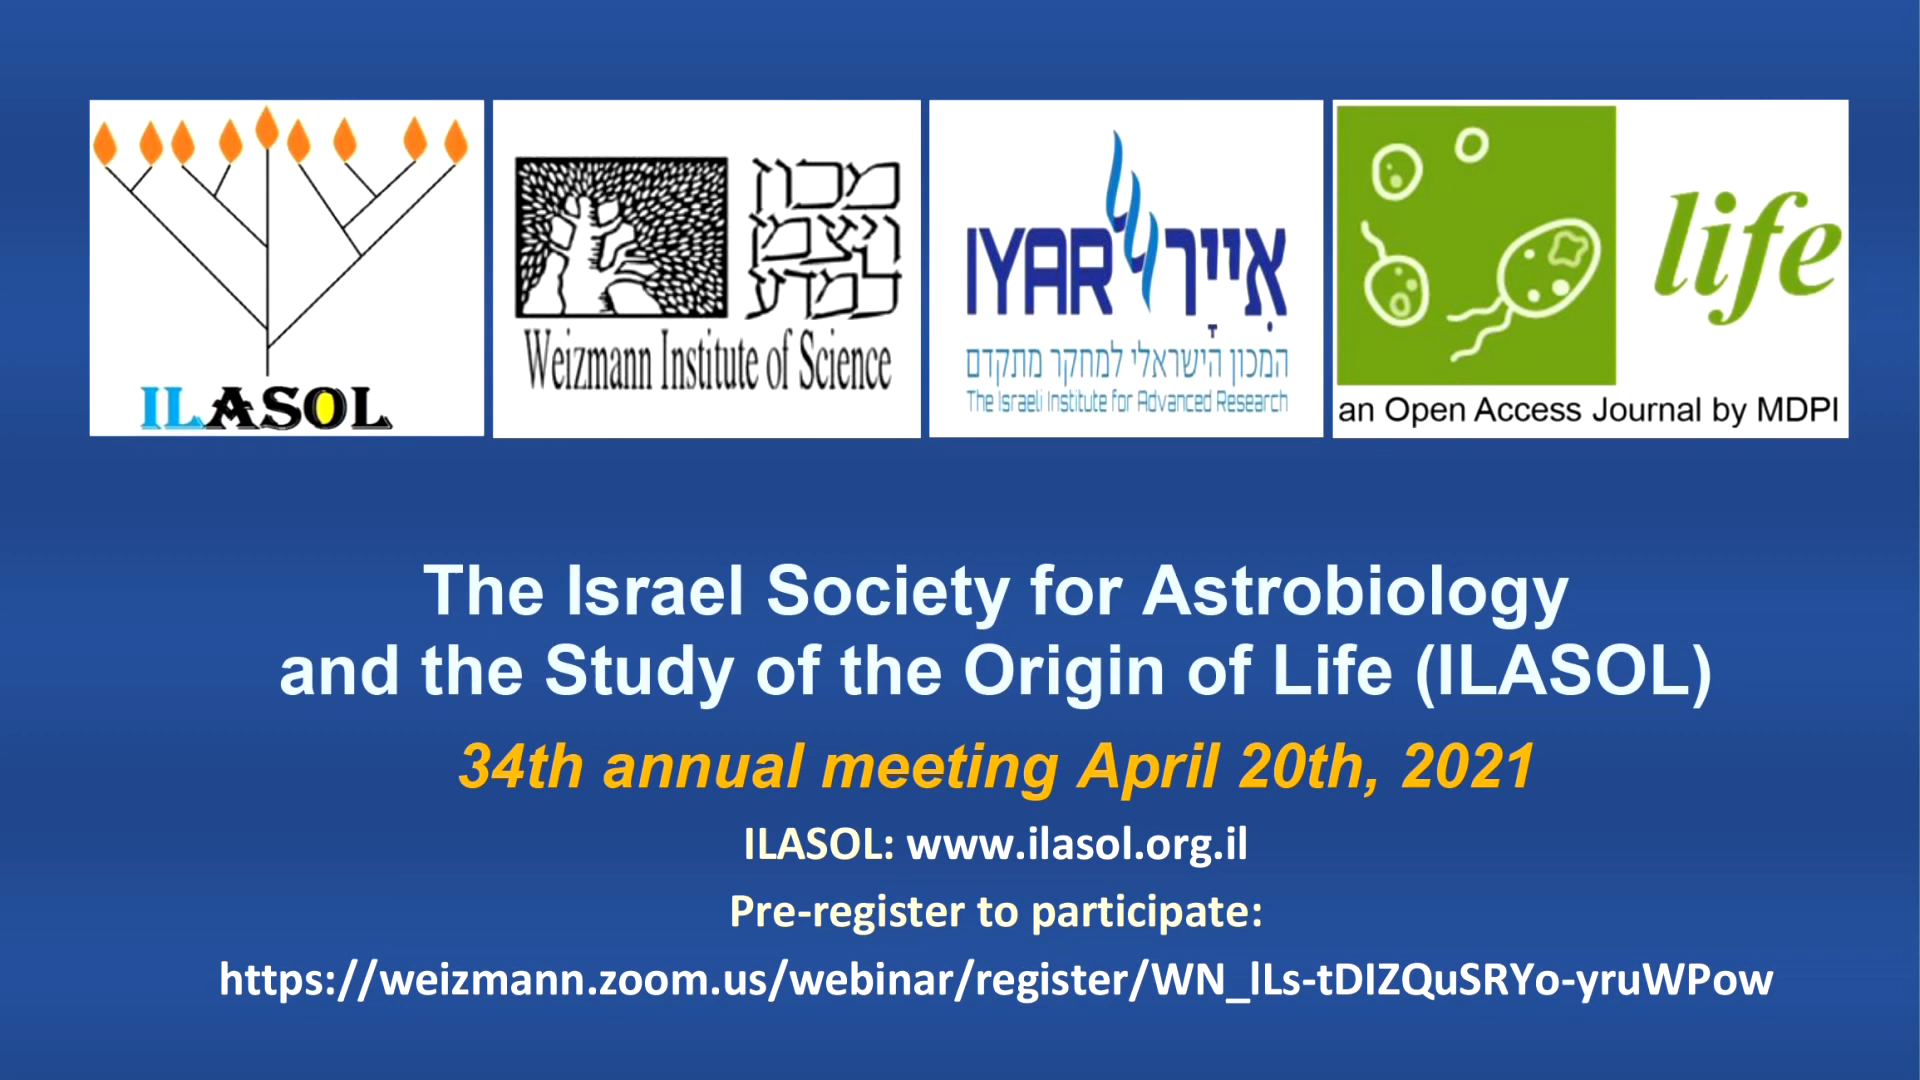 ILASOL
מכון
ויצמן
למדע
Weizmann Institute of Science
IYAR אִייָר
המכון הישראלי למחקר מתקדם
The Israeli Institute for Advanced Research
life
an Open Access Journal by MDPI
The Israel Society for Astrobiology
and the Study of the Origin of Life (ILASOL)
34th annual meeting April 20th, 2021
ILASOL: www.ilasol.org.il
Pre-register to participate:
https://weizmann.zoom.us/webinar/register/WN_lLs-tDIZQuSRYo-yruWPow